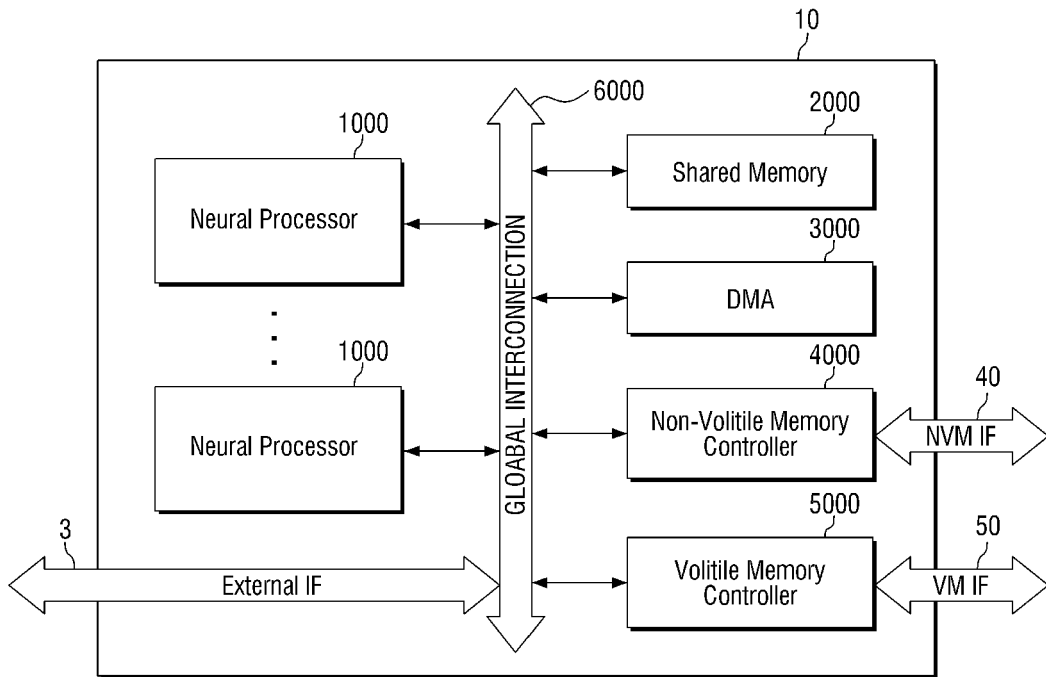 10
6000
1000
Neural Processor
2000
Shared Memory
3000
DMA
GLOABAL INTERCONNECTION
1000
Neural Processor
4000
Non-Volitile Memory
Controller
40
NVM IF
3
External IF
5000
Volitile Memory
Controller
50
VM IF